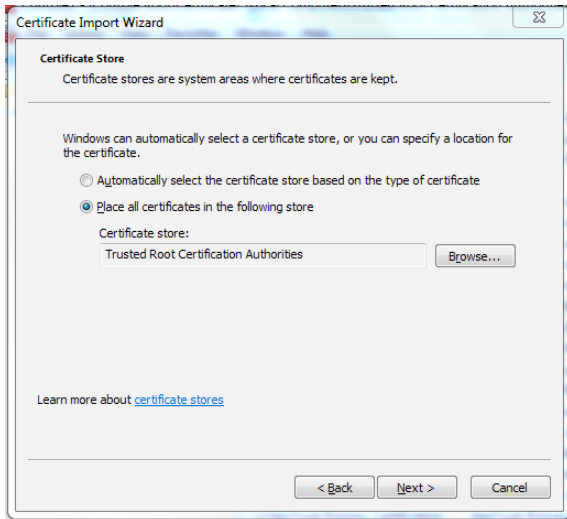 Certificate Import Wizard
Certificate Store
Certificate stores are system areas where certificates are kept.
Windows can automatically select a certificate store, or you can specify a location for
the certificate.
Automatically select the certificate store based on the type of certificate
Place all certificates in the following store
Certificate store:
Trusted Root Certification Authorities
Browse...
Learn more about certificate stores
< Back
Next >
Cancel